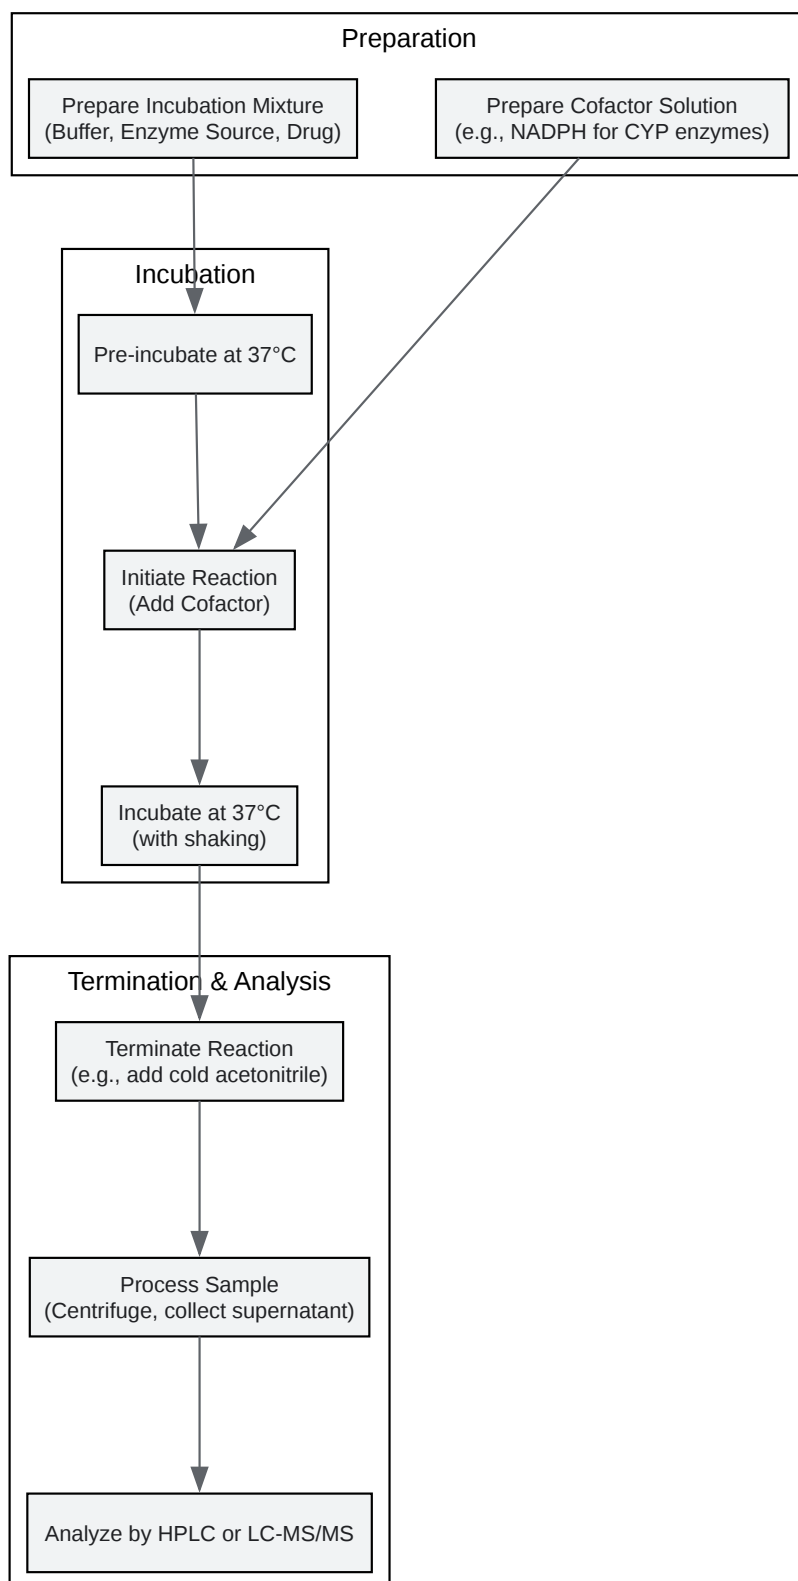 Preparation
Prepare Incubation Mixture
(Buffer, Enzyme Source, Drug)
Prepare Cofactor Solution
(e.g., NADPH for CYP enzymes)
Incubation
Pre-incubate at 37°C
Initiate Reaction
(Add Cofactor)
Incubate at 37°C
(with shaking)
Termination & Analysis
Terminate Reaction
(e.g., add cold acetonitrile)
Process Sample
(Centrifuge, collect supernatant)
Analyze by HPLC or LC-MS/MS